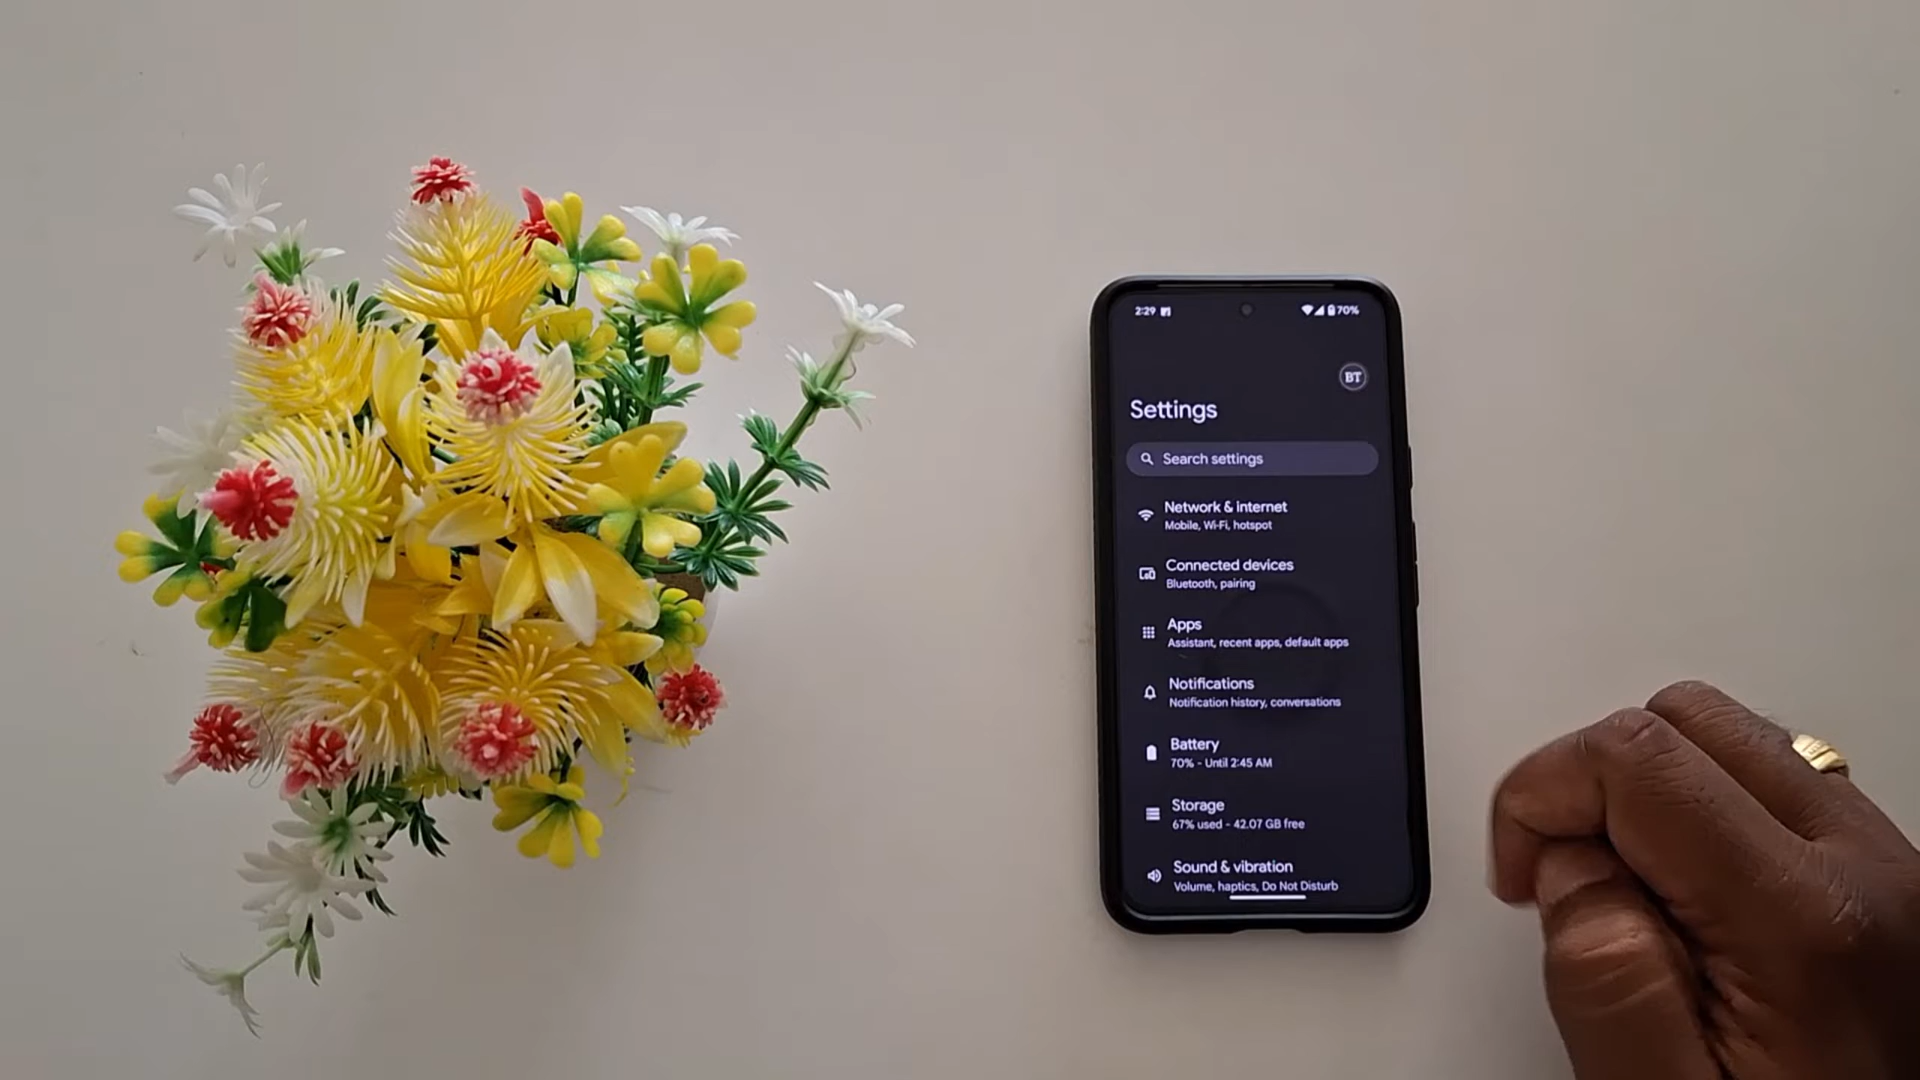 2:29 70%
BT
Settings
Search settings
Network & internet
Mobile, Wi-Fi, hotspot
Connected devices
Bluetooth, pairing
Apps
Assistant, recent apps, default apps
Notifications
Notification history, conversations
Battery
70% - Until 2:45 AM
Storage
67% used - 42.07 GB free
Sound & vibration
Volume, haptics, Do Not Disturb